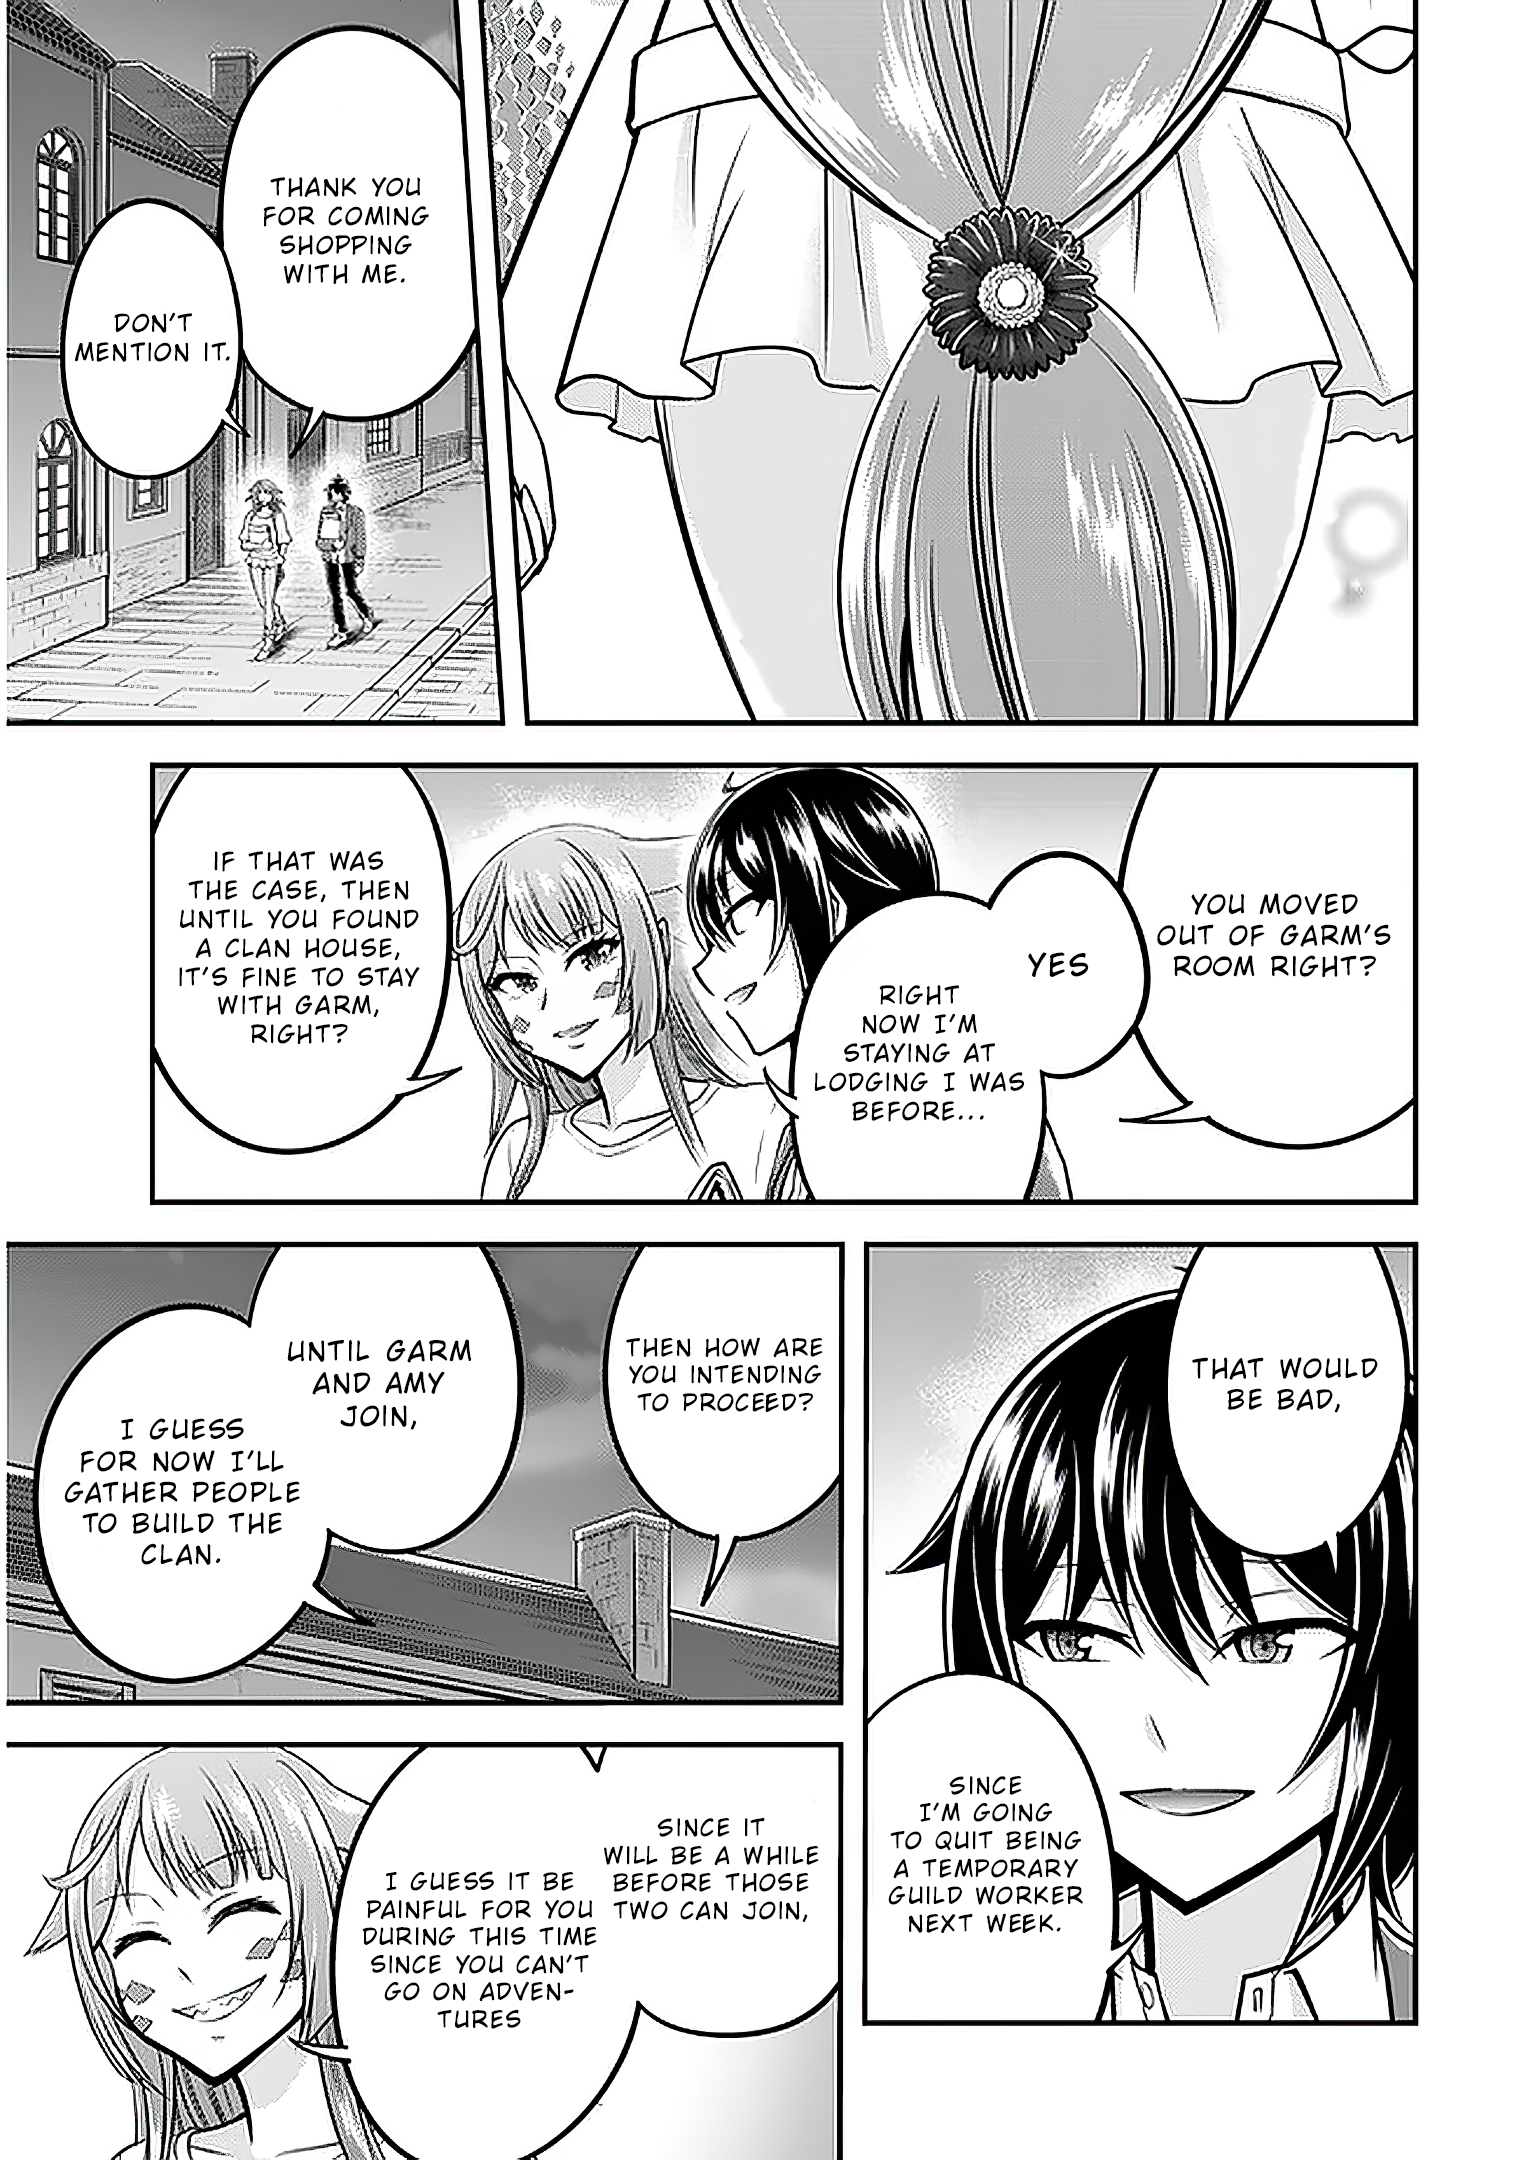 THANK YOU
FOR COMING
SHOPPING
WITH ME.
DON'T
MENTION IT.
YOU MOVED
OUT OF GARM'S
ROOM RIGHT?
YES
RIGHT
NOW I'M
STAYING AT
LODGING I WAS
BEFORE...
IF THAT WAS
THE CASE, THEN
UNTIL YOU FOUND
A CLAN HOUSE,
IT'S FINE TO STAY
WITH GARM,
RIGHT?
THAT WOULD
BE BAD,
SINCE
I'M GOING
TO QUIT BEING
A TEMPORARY
GUILD WORKER
NEXT WEEK.
THEN HOW ARE
YOU INTENDING
TO PROCEED?
UNTIL GARM
AND AMY
JOIN,
I GUESS
FOR NOW I'LL
GATHER PEOPLE
TO BUILD THE
CLAN.
SINCE IT
WILL BE A WHILE
BEFORE THOSE
TWO CAN JOIN,
I GUESS IT BE
PAINFUL FOR YOU
DURING THIS TIME
SINCE YOU CAN'T
GO ON ADVEN-
TURES